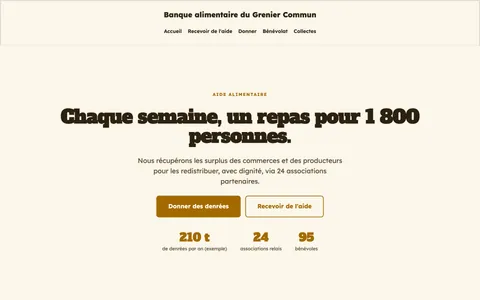 Banque alimentaire du Grenier Commun
Accueil Recevoir de l'aide Donner Bénévolat Collectes
AIDE ALIMENTAIRE
Chaque semaine, un repas pour 1 800
personnes.
Nous récupérons les surplus des commerces et des producteurs
pour les redistribuer, avec dignité, via 24 associations
partenaires.
Donner des denrées Recevoir de l'aide
210 t 24 95
de denrées par an (exemple) associations relais bénévoles